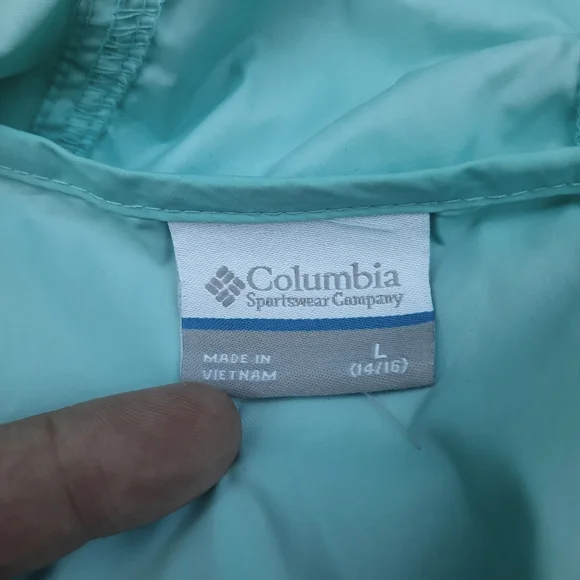 Columbia
Sportswear Company
MADE IN
VIETNAM
L
(14/16)